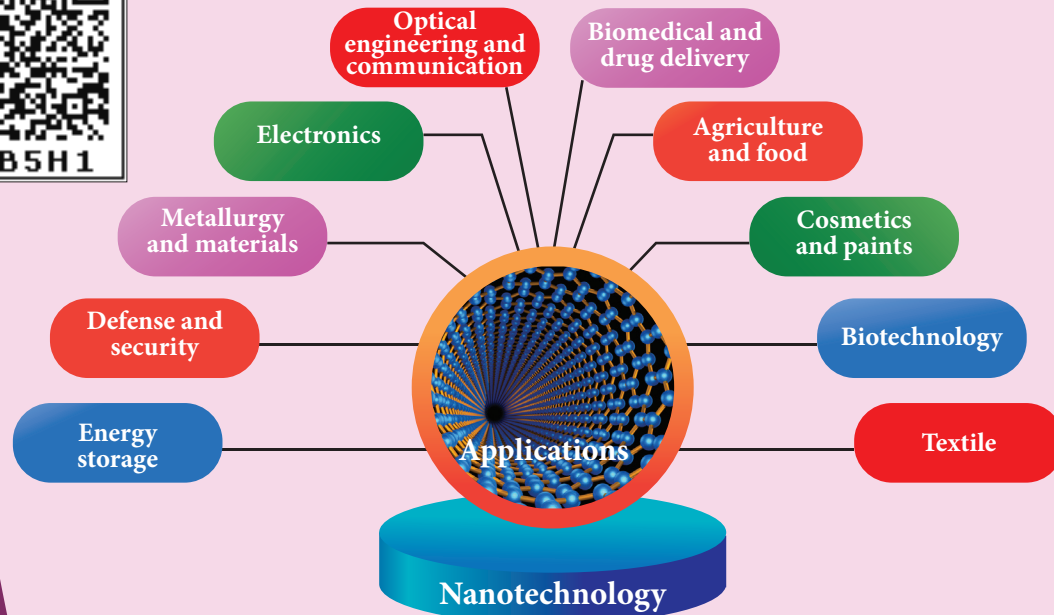 B5H1
Optical
engineering and
communication
Biomedical and
drug delivery
Electronics
Agriculture
and food
Metallurgy
and materials
Cosmetics
and paints
Defense and
security
Biotechnology
Energy
storage
Textile
Applications
Nanotechnology